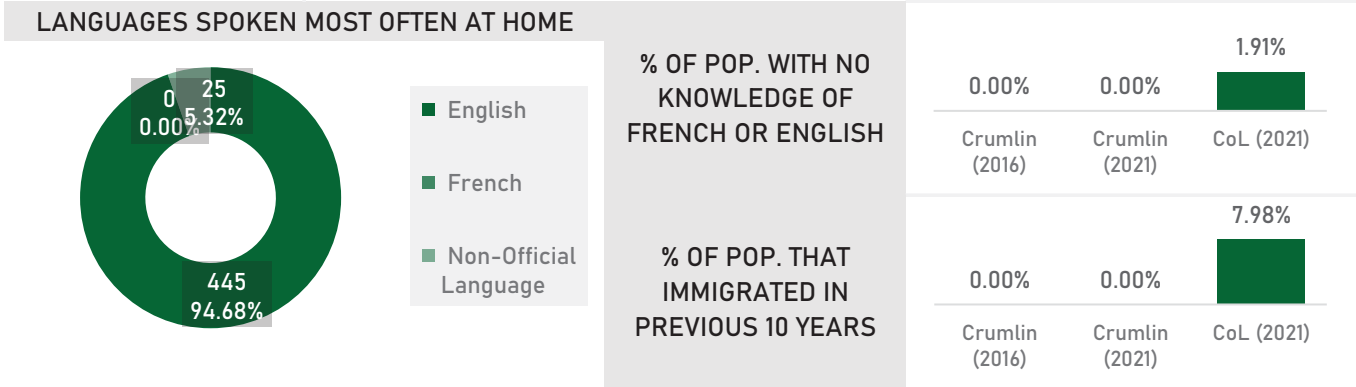 LANGUAGES SPOKEN MOST OFTEN AT HOME
0
0.00%
25
5.32%
445
94.68%
English
French
Non-Official
Language
% OF POP. WITH NO
KNOWLEDGE OF
FRENCH OR ENGLISH
0.00%
0.00%
1.91%
Crumlin
(2016)
Crumlin
(2021)
CoL (2021)
% OF POP. THAT
IMMIGRATED IN
PREVIOUS 10 YEARS
0.00%
0.00%
7.98%
Crumlin
(2016)
Crumlin
(2021)
CoL (2021)